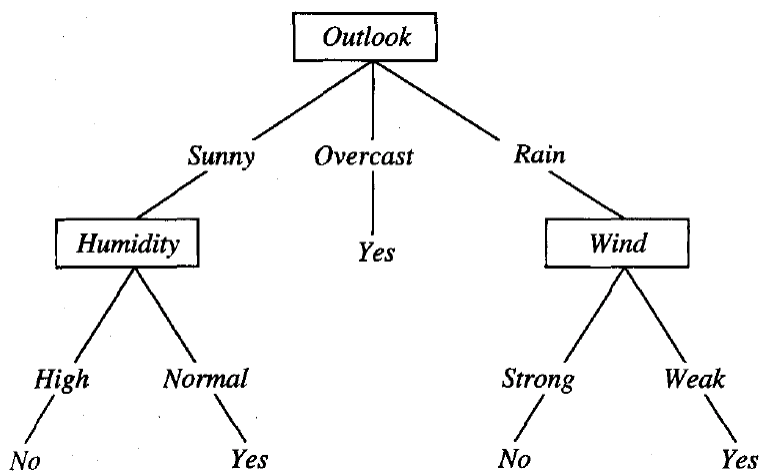 Outlook
Sunny Overcast Rain
Humidity Yes Wind
High Normal Strong Weak
No Yes No Yes